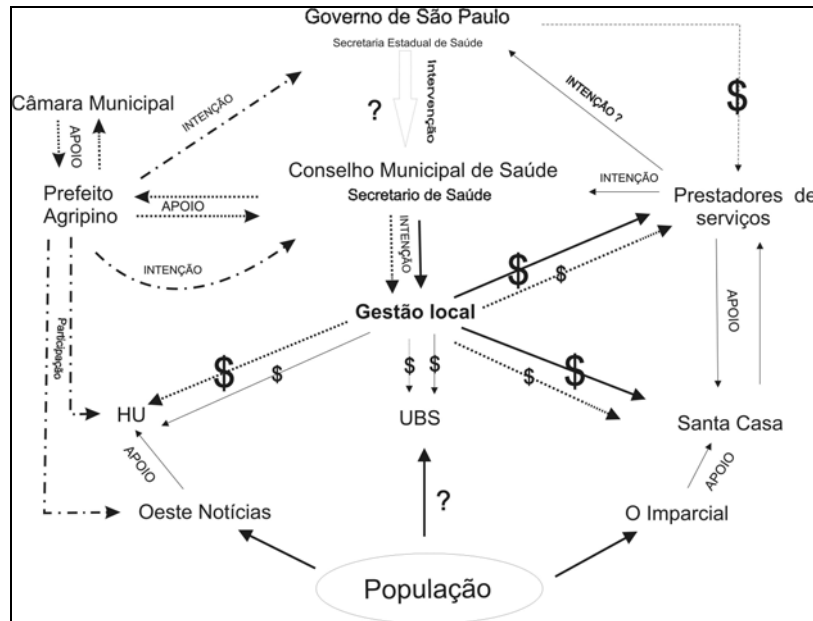 Governo de São Paulo
Secretaria Estadual de Saúde
$
?
Intervenção
INTENÇÃO
INTENÇÃO ?
Câmara Municipal
APOIO
Conselho Municipal de Saúde
Secretario de Saúde
INTENÇÃO
Prefeito
Agripino
APOIO
Prestadores de
serviços
INTENÇÃO
INTENÇÃO
$
$
Gestão local
Participação
APOIO
$
$
$
$
$
$
HU
UBS
Santa Casa
APOIO
APOIO
?
Oeste Notícias
O Imparcial
População